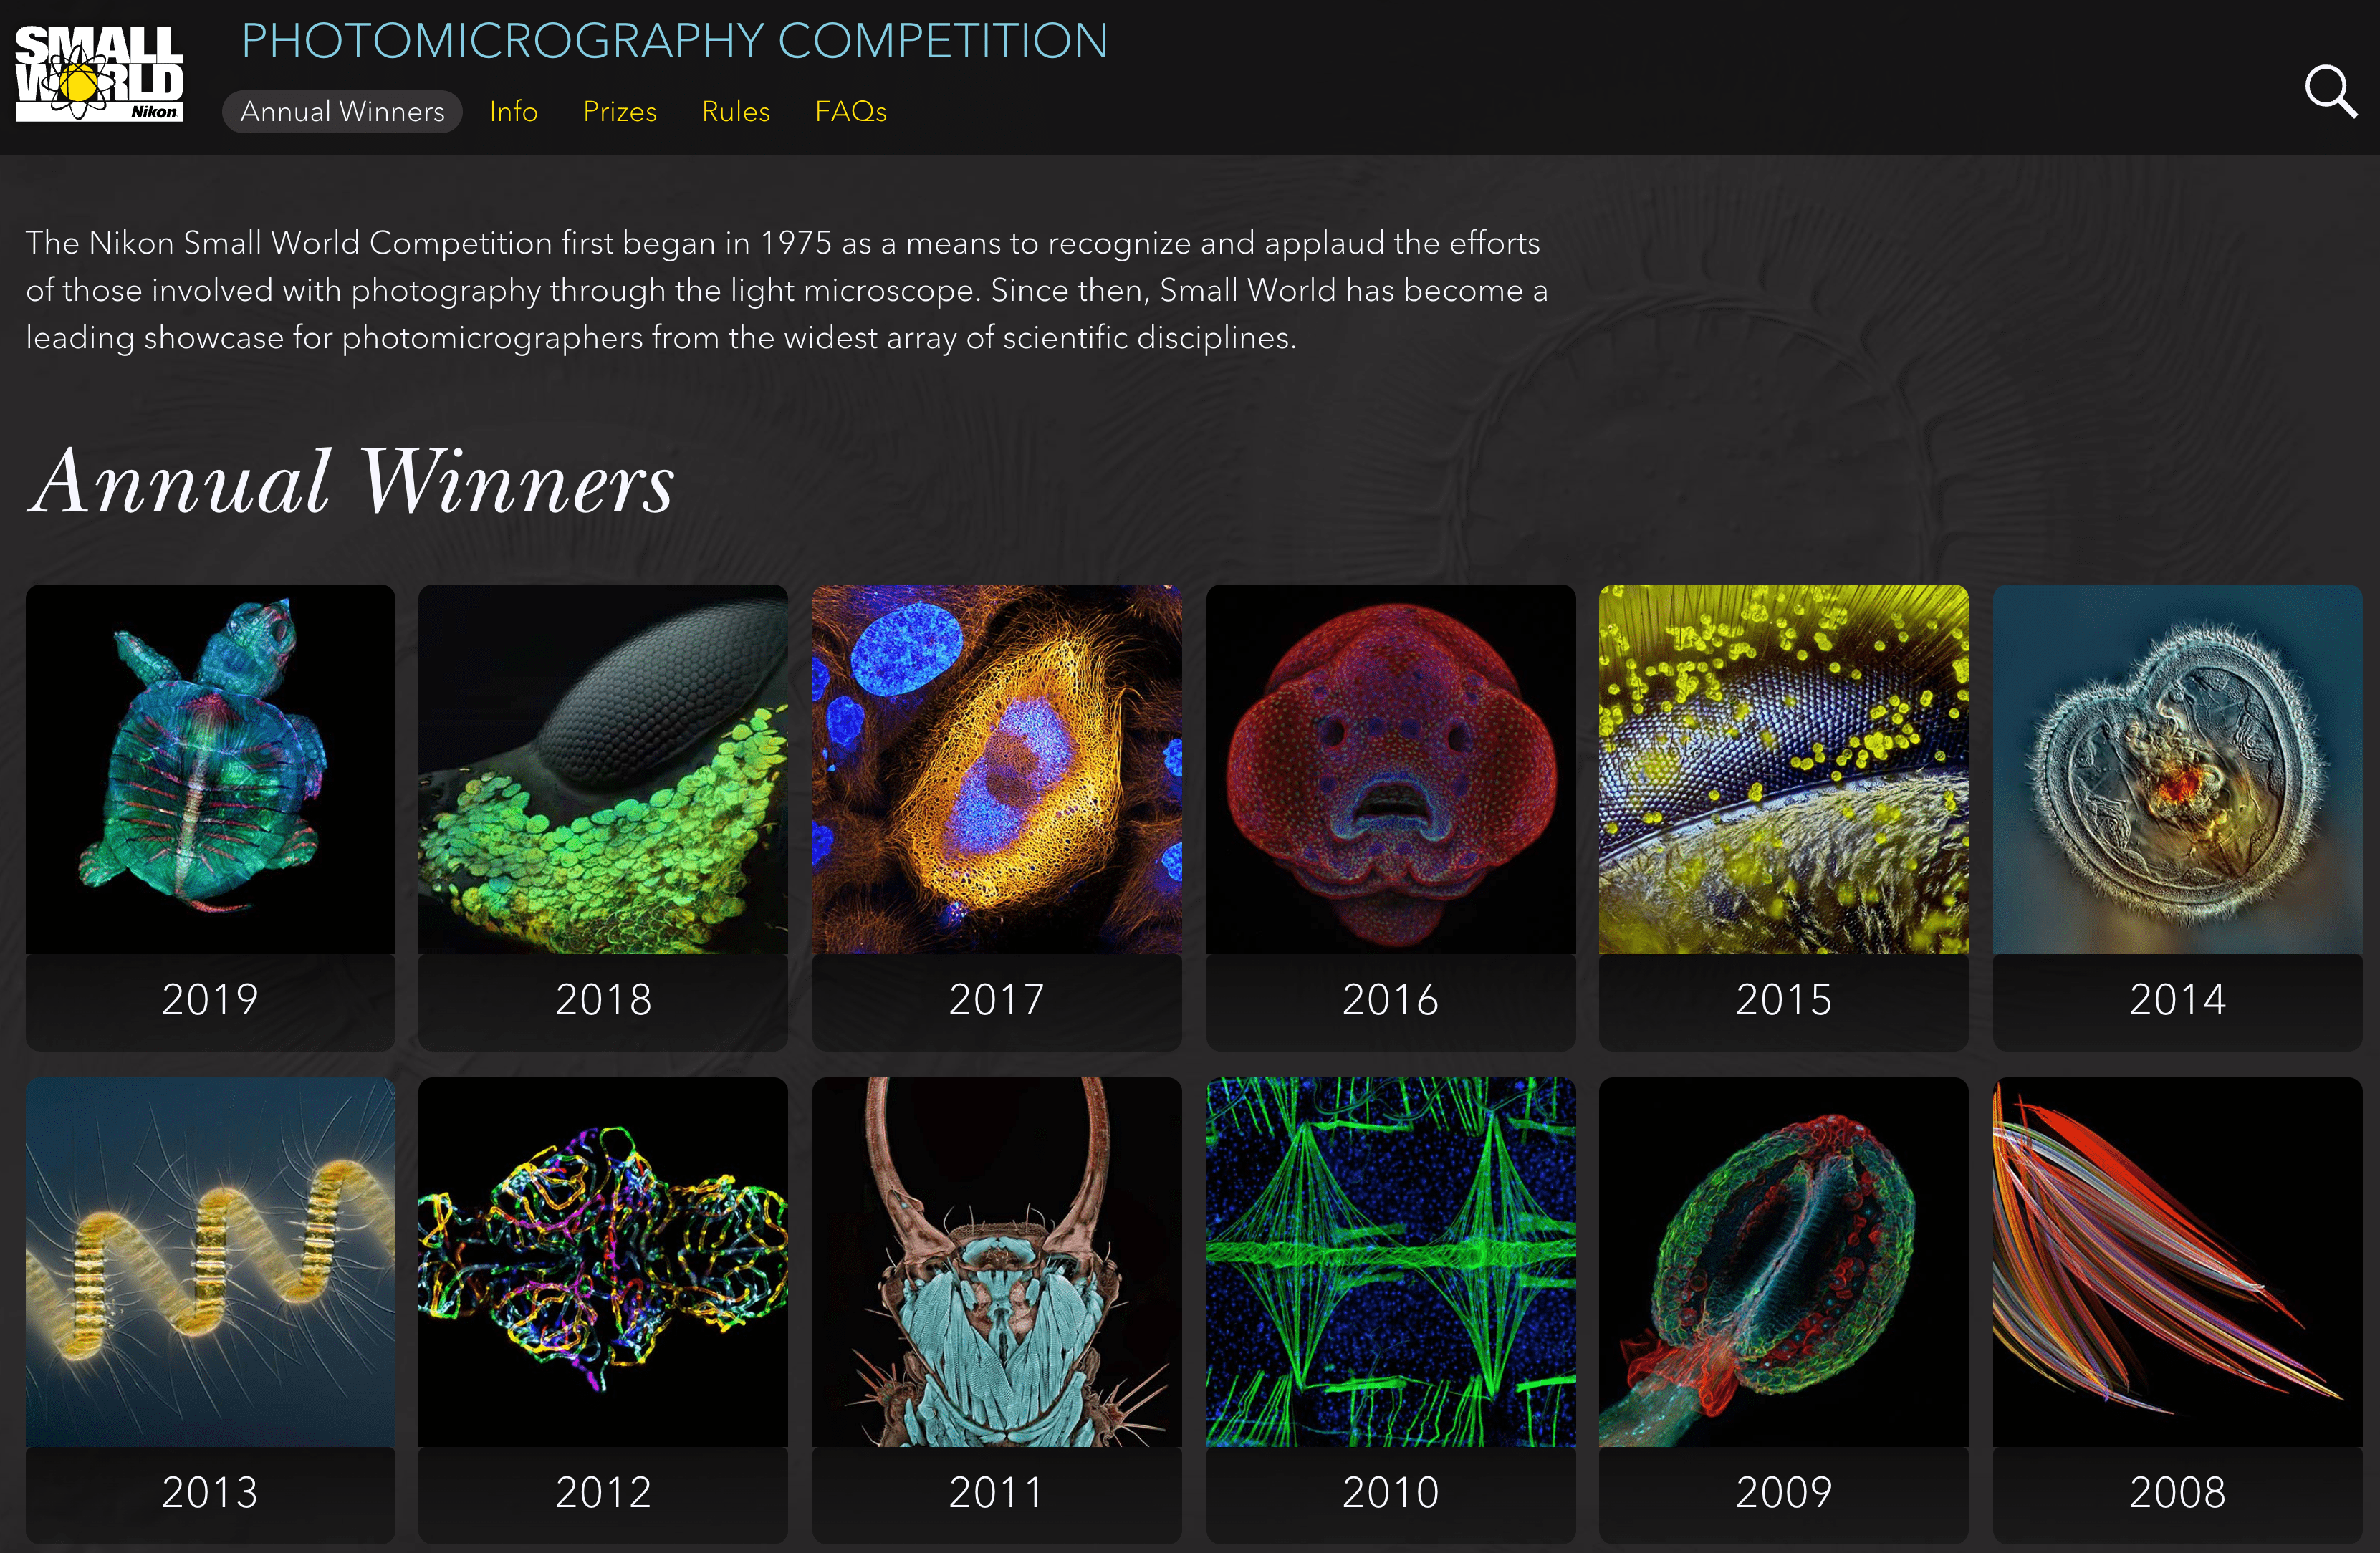 SMALL
WORLD
Nikon
PHOTOMICROGRAPHY COMPETITION
Annual Winners Info Prizes Rules FAQs
The Nikon Small World Competition first began in 1975 as a means to recognize and applaud the efforts
of those involved with photography through the light microscope. Since then, Small World has become a
leading showcase for photomicrographers from the widest array of scientific disciplines.
Annual Winners
2019 2018 2017 2016 2015 2014
2013 2012 2011 2010 2009 2008